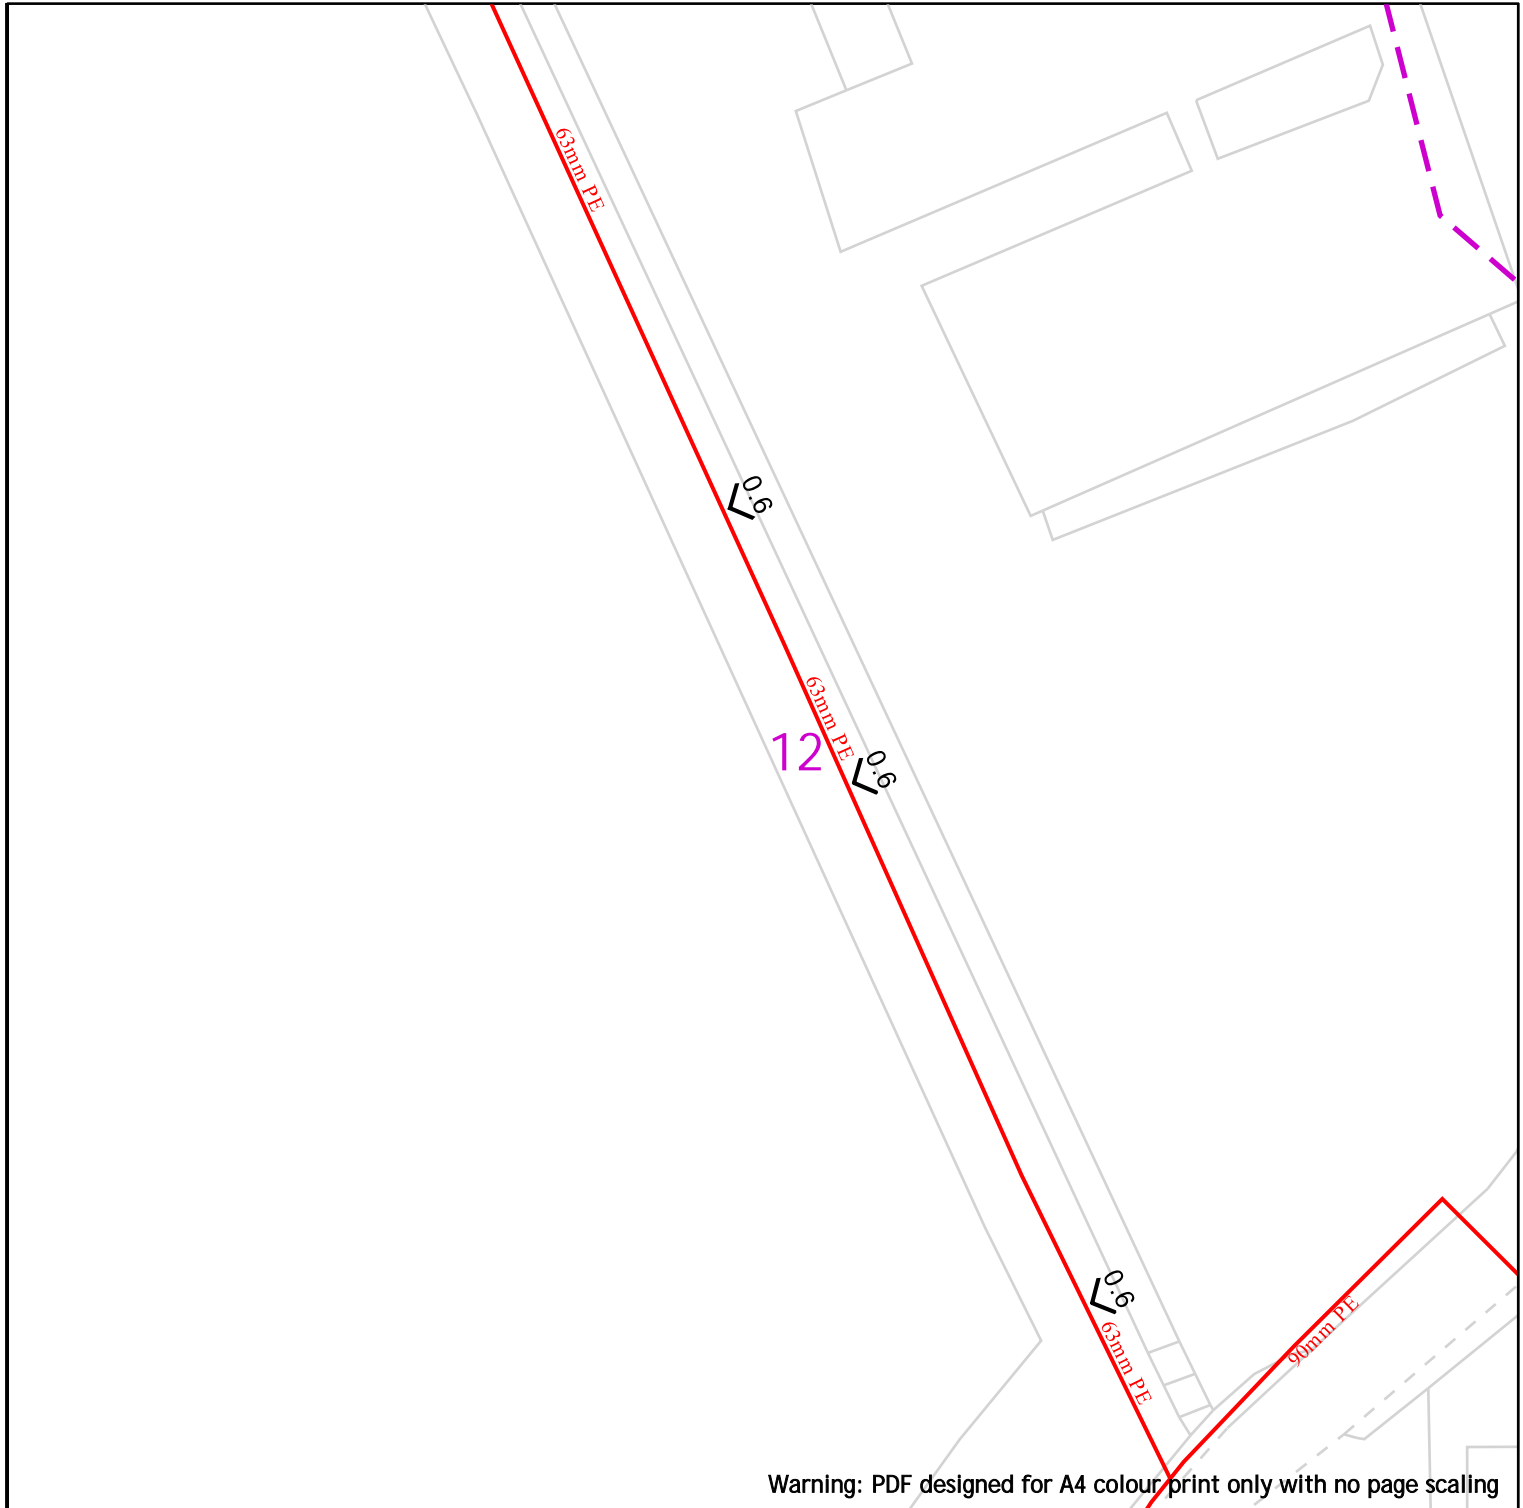 63mm PE
0.6
63mm PE
12
0.6
0.6
90mm PE
63mm PE
Warning: PDF designed for A4 colour print only with no page scaling